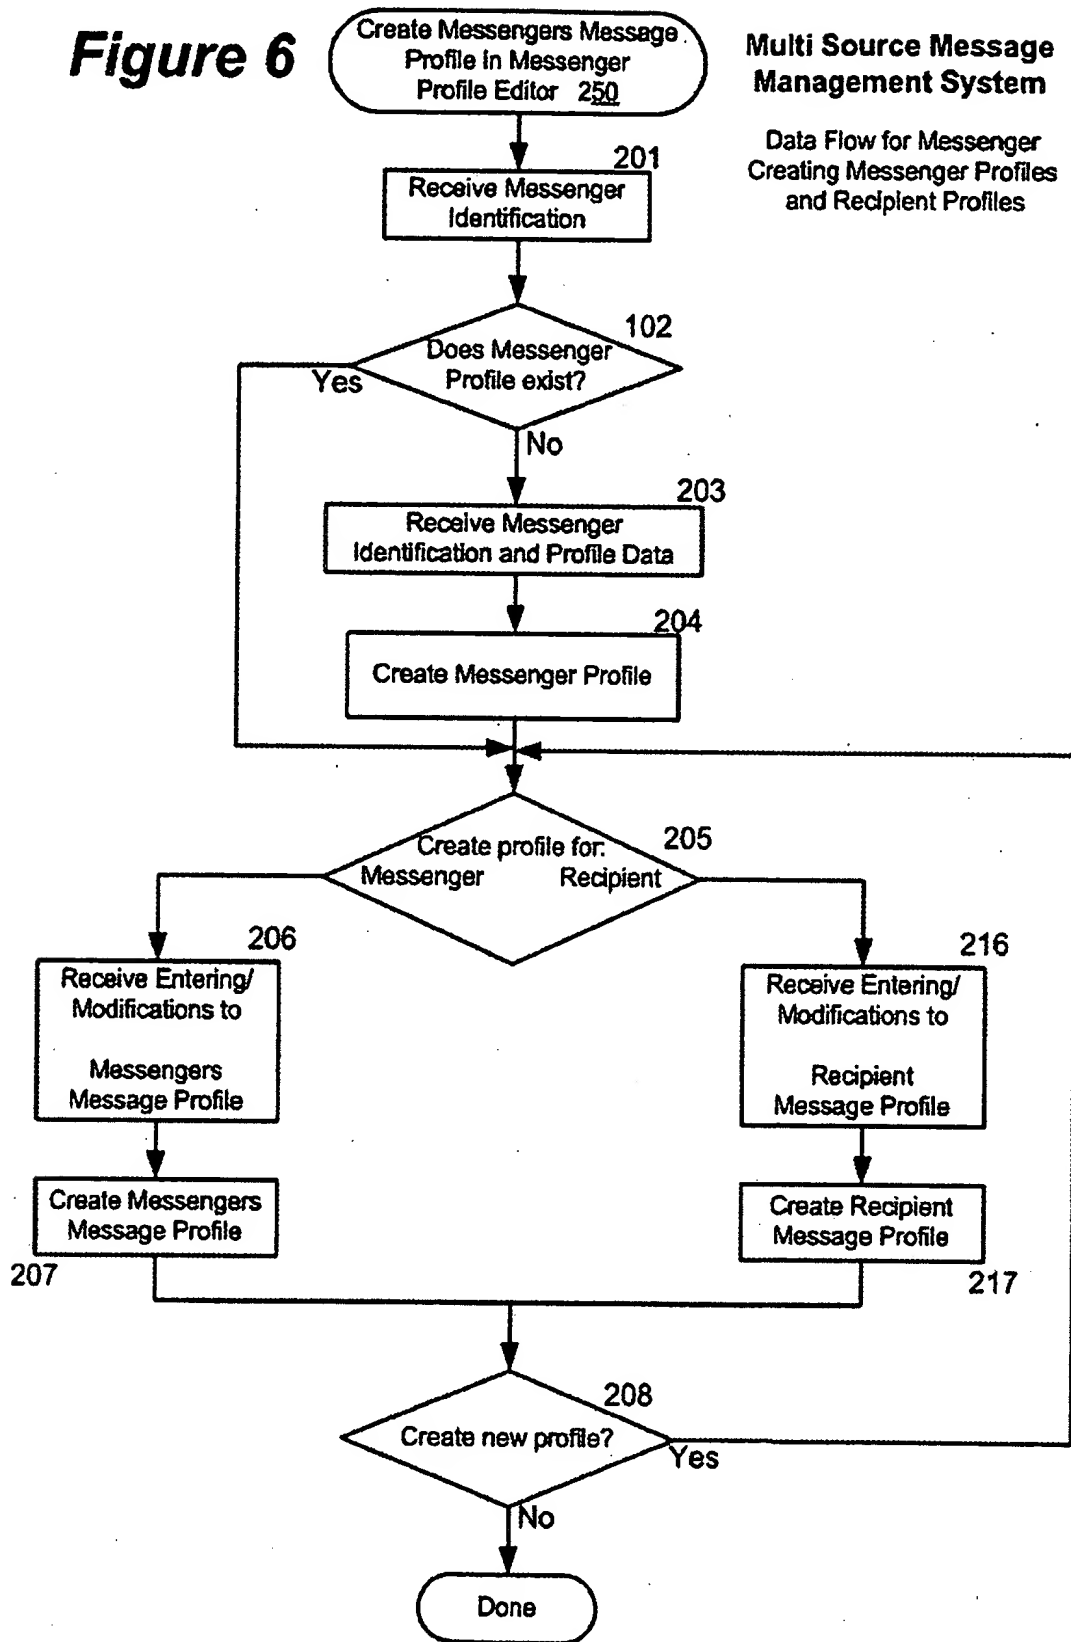 Figure 6
Create Messengers Message
Profile in Messenger
Profile Editor 250
Multi Source Message
Management System
Data Flow for Messenger
Creating Messenger Profiles
and Recipient Profiles
201
Receive Messenger
Identification
102
Does Messenger
Profile exist?
Yes
No
203
Receive Messenger
Identification and Profile Data
204
Create Messenger Profile
205
Create profile for:
Messenger Recipient
206
Receive Entering/
Modifications to
Messengers
Message Profile
216
Receive Entering/
Modifications to
Recipient
Message Profile
Create Messengers
Message Profile
207
Create Recipient
Message Profile
217
208
Create new profile?
Yes
No
Done